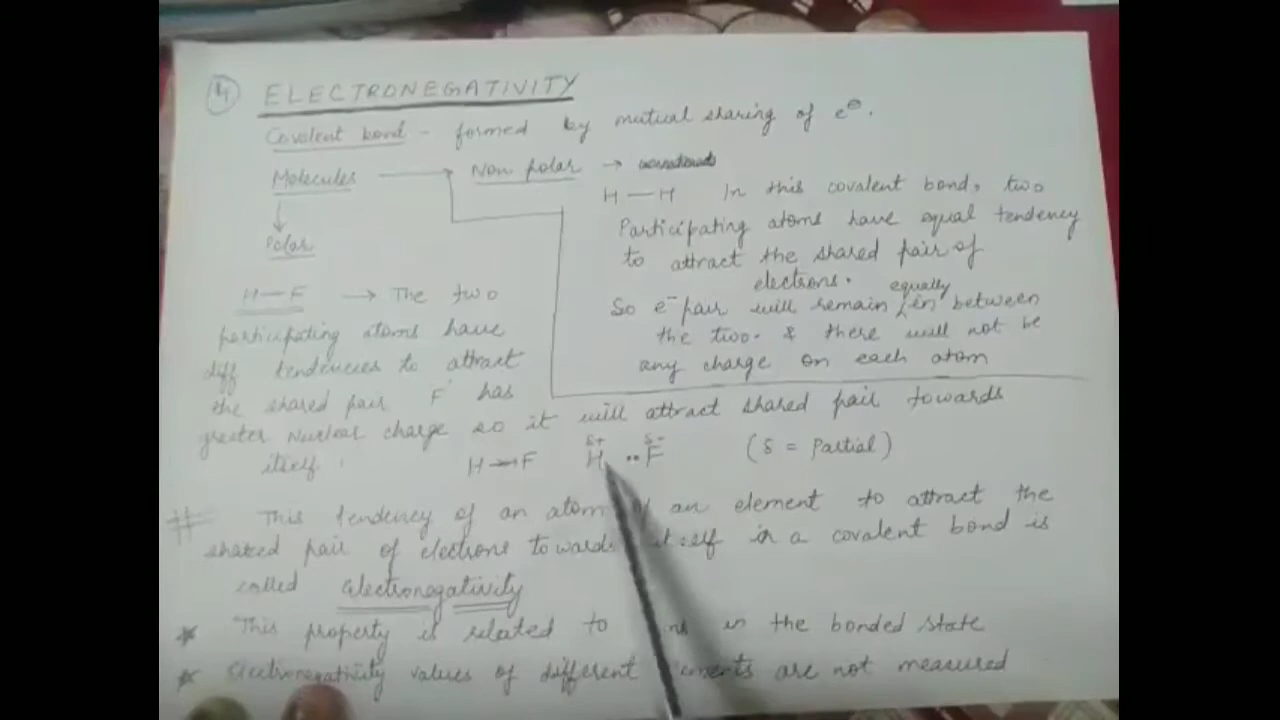 4 ELECTRONEGATIVITY
Covalent bond - formed by mutual sharing of e⊖.
Molecules → Non polar →
Polar
H—H In this covalent bond, two
Participating atoms have equal tendency
to attract the shared pair of
electrons. equally
So e⁻ pair will remain in between
the two. & there will not be
any charge on each atom
H—F → The two
participating atoms have
diff tendencies to attract
the shared pair F has
greater Nuclear charge so it will attract shared pair towards
itself.
δ+ δ-
H—F H ••F (δ = Partial)
# This tendency of an atom of an element to attract the
shared pair of electrons towards itself in a covalent bond is
called Electronegativity
* This property is related to in the bonded state
* Electronegativity values of different elements are not measured